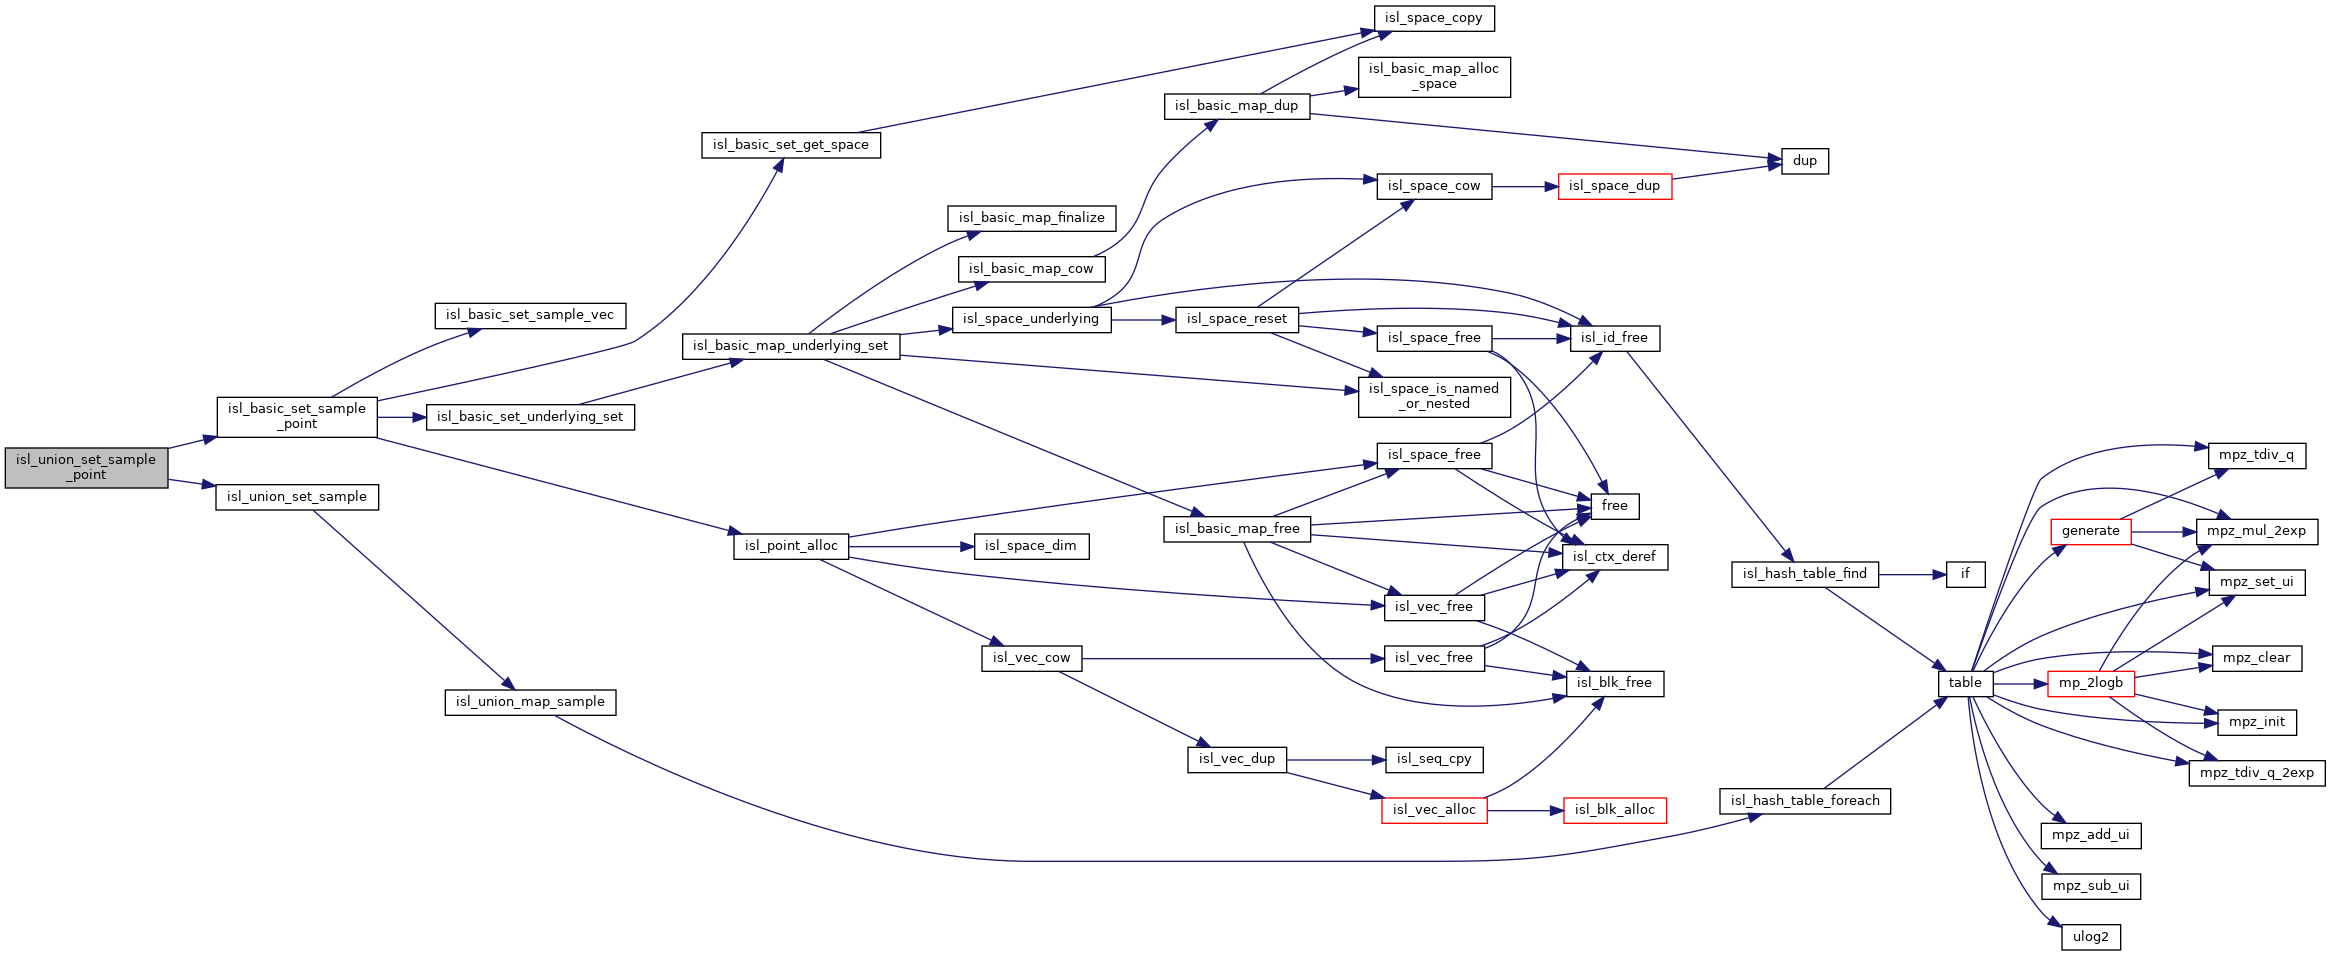 isl_union_set_sample
_point
isl_basic_set_sample
_point
isl_union_set_sample
isl_basic_set_sample_vec
isl_basic_set_underlying_set
isl_union_map_sample
isl_basic_set_get_space
isl_basic_map_underlying_set
isl_point_alloc
isl_basic_map_finalize
isl_basic_map_cow
isl_space_underlying
isl_space_dim
isl_vec_cow
isl_basic_map_dup
isl_space_reset
isl_basic_map_free
isl_vec_dup
isl_space_copy
isl_basic_map_alloc
_space
isl_space_cow
isl_space_free
isl_space_is_named
_or_nested
isl_space_free
isl_vec_free
isl_vec_free
isl_seq_cpy
isl_vec_alloc
isl_space_dup
isl_id_free
free
isl_ctx_deref
isl_blk_free
isl_blk_alloc
dup
isl_hash_table_find
isl_hash_table_foreach
if
table
generate
mp_2logb
mpz_add_ui
mpz_sub_ui
ulog2
mpz_tdiv_q
mpz_mul_2exp
mpz_set_ui
mpz_clear
mpz_init
mpz_tdiv_q_2exp